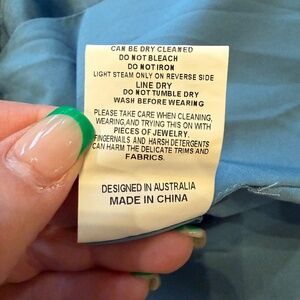 CAN BE DRY CLEANED
DO NOT BLEACH
DO NOT IRON
LIGHT STEAM ONLY ON REVERSE SIDE
LINE DRY
DO NOT TUMBLE DRY
WASH BEFORE WEARING
PLEASE TAKE CARE WHEN CLEANING,
WEARING,AND TRYING THIS ON WITH
PIECES OF JEWELRY.
FINGERNAILS AND HARSH DETERGENTS
CAN HARM THE DELICATE TRIMS AND
FABRICS.
DESIGNED IN AUSTRALIA
MADE IN CHINA